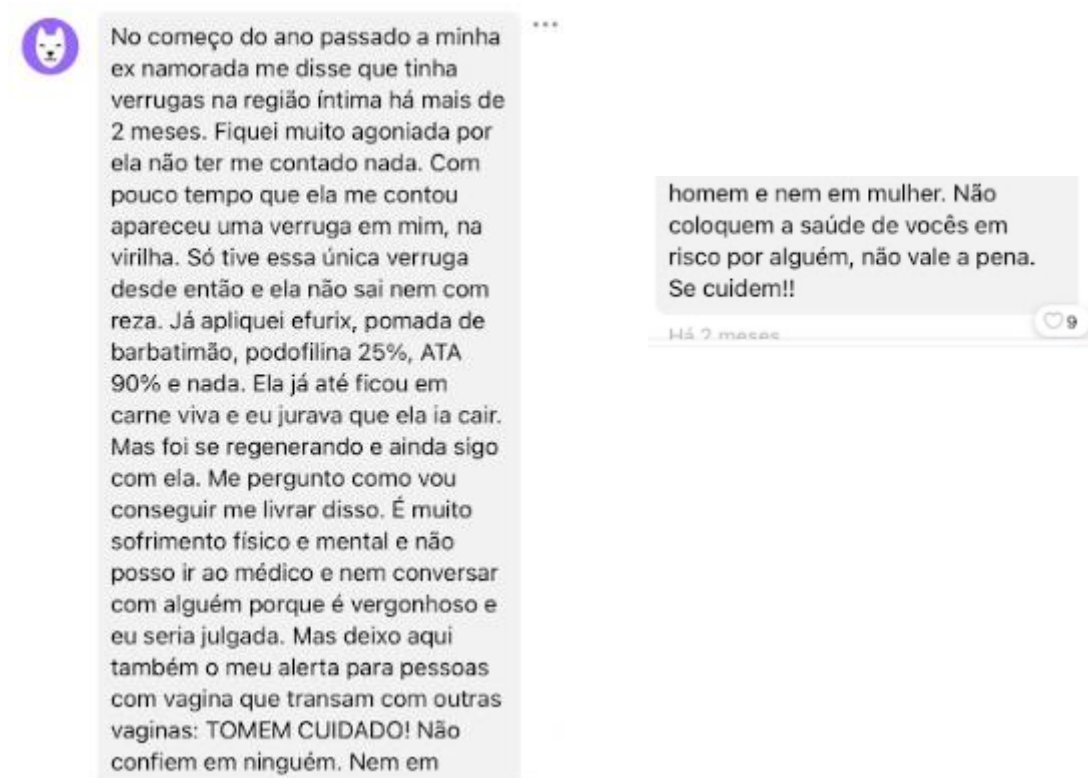 No começo do ano passado a minha
ex namorada me disse que tinha
verrugas na região íntima há mais de
2 meses. Fiquei muito agoniada por
ela não ter me contado nada. Com
pouco tempo que ela me contou
apareceu uma verruga em mim, na
virilha. Só tive essa única verruga
desde então e ela não sai nem com
reza. Já apliquei efurix, pomada de
barbatimão, podofilina 25%, ATA
90% e nada. Ela já até ficou em
carne viva e eu jurava que ela ia cair.
Mas foi se regenerando e ainda sigo
com ela. Me pergunto como vou
conseguir me livrar disso. É muito
sofrimento físico e mental e não
posso ir ao médico e nem conversar
com alguém porque é vergonhoso e
eu seria julgada. Mas deixo aqui
também o meu alerta para pessoas
com vagina que transam com outras
vaginas: TOMEM CUIDADO! Não
confiem em ninguém. Nem em
homem e nem em mulher. Não
coloquem a saúde de vocês em
risco por alguém, não vale a pena.
Se cuidem!!
9
Há 2 meses